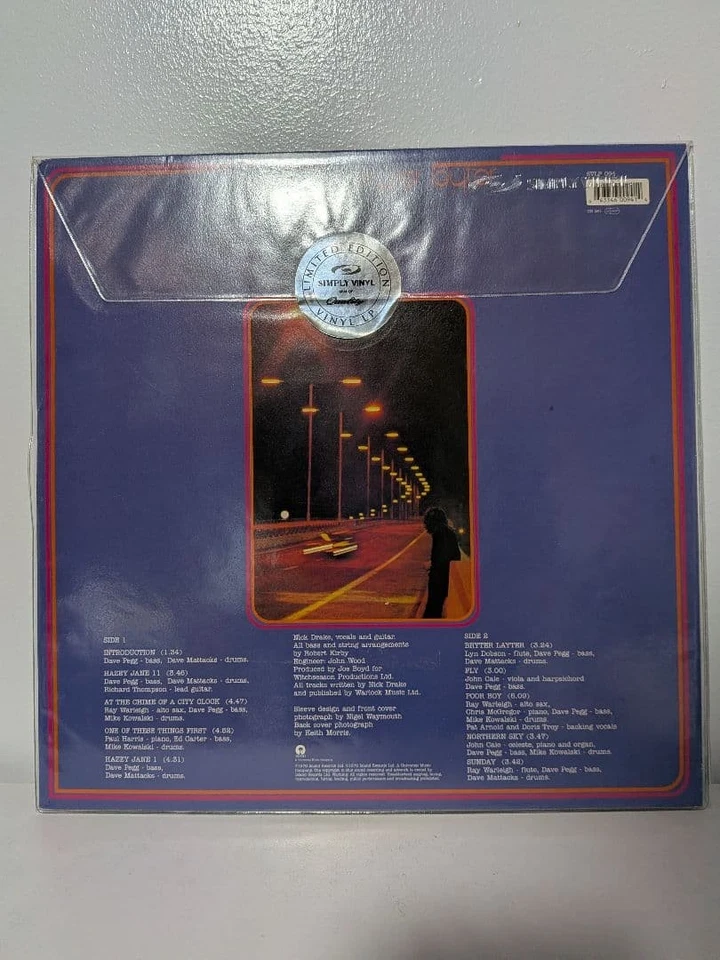 SVLP 094
SIMPLY VINYL
LIMITED EDITION
SIMPLY VINYL
Quality
VINYL LP
SIDE 1
INTRODUCTION (1.34)
Dave Pegg - bass, Dave Mattacks - drums.
HAZEY JANE 11 (3.46)
Dave Pegg - bass, Dave Mattacks - drums,
Richard Thompson - lead guitar.
AT THE CHIME OF A CITY CLOCK (4.47)
Ray Warleigh - alto sax, Dave Pegg - bass,
Mike Kowalski - drums.
ONE OF THESE THINGS FIRST (4.52)
Paul Harris - piano, Ed Carter - bass,
Mike Kowalski - drums.
HAZEY JANE 1 (4.31)
Dave Pegg - bass,
Dave Mattacks - drums.
Nick Drake, vocals and guitar.
All bass and string arrangements
by Robert Kirby
Engineer: John Wood
Produced by Joe Boyd for
Witchseason Productions Ltd.
All tracks written by Nick Drake
and published by Warlock Music Ltd.
Sleeve design and front cover
photograph by Nigel Waymouth
Back cover photograph
by Keith Morris.
SIDE 2
BRYTER LAYTER (3.24)
Lyn Dobson - flute, Dave Pegg - bass,
Dave Mattacks - drums.
FLY (3.00)
John Cale - viola and harpsichord
Dave Pegg - bass.
POOR BOY (6.09)
Ray Warleigh - alto sax,
Chris McGregor - piano, Dave Pegg - bass,
Mike Kowalski - drums
Pat Arnold and Doris Troy - backing vocals
NORTHERN SKY (3.47)
John Cale - celeste, piano and organ,
Dave Pegg - bass, Mike Kowalski - drums.
SUNDAY (3.42)
Ray Warleigh - flute, Dave Pegg - bass,
Dave Mattacks - drums.